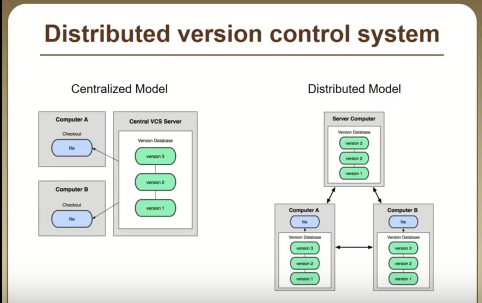 Distributed version control system
Centralized Model
Computer A
Checkout
file
Computer B
Checkout
file
Central VCS Server
Version Database
version 3
version 2
version 1
Distributed Model
Server Computer
Version Database
version 3
version 2
version 1
Computer A
file
Version Database
version 3
version 2
version 1
Computer B
file
Version Database
version 3
version 2
version 1